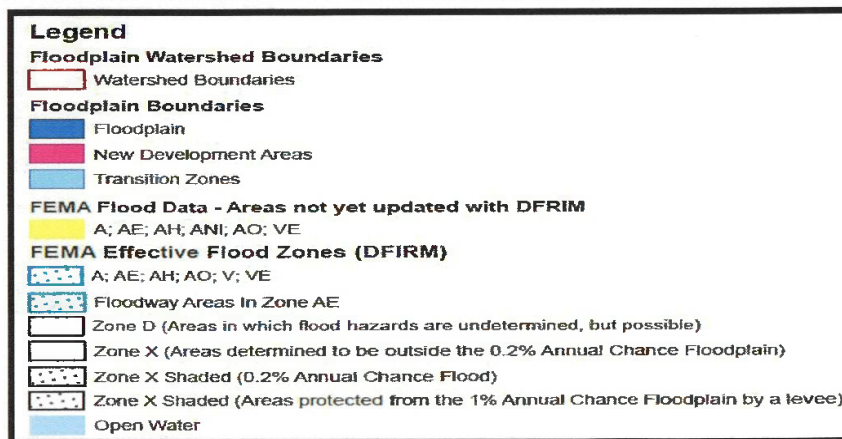 Legend
Floodplain Watershed Boundaries
Watershed Boundaries
Floodplain Boundaries
Floodplain
New Development Areas
Transition Zones
FEMA Flood Data - Areas not yet updated with DFRIM
A; AE; AH; ANI; AO; VE
FEMA Effective Flood Zones (DFIRM)
A; AE; AH; AO; V; VE
Floodway Areas In Zone AE
Zone D (Areas in which flood hazards are undetermined, but possible)
Zone X (Areas determined to be outside the 0.2% Annual Chance Floodplain)
Zone X Shaded (0.2% Annual Chance Flood)
Zone X Shaded (Areas protected from the 1% Annual Chance Floodplain by a levee)
Open Water